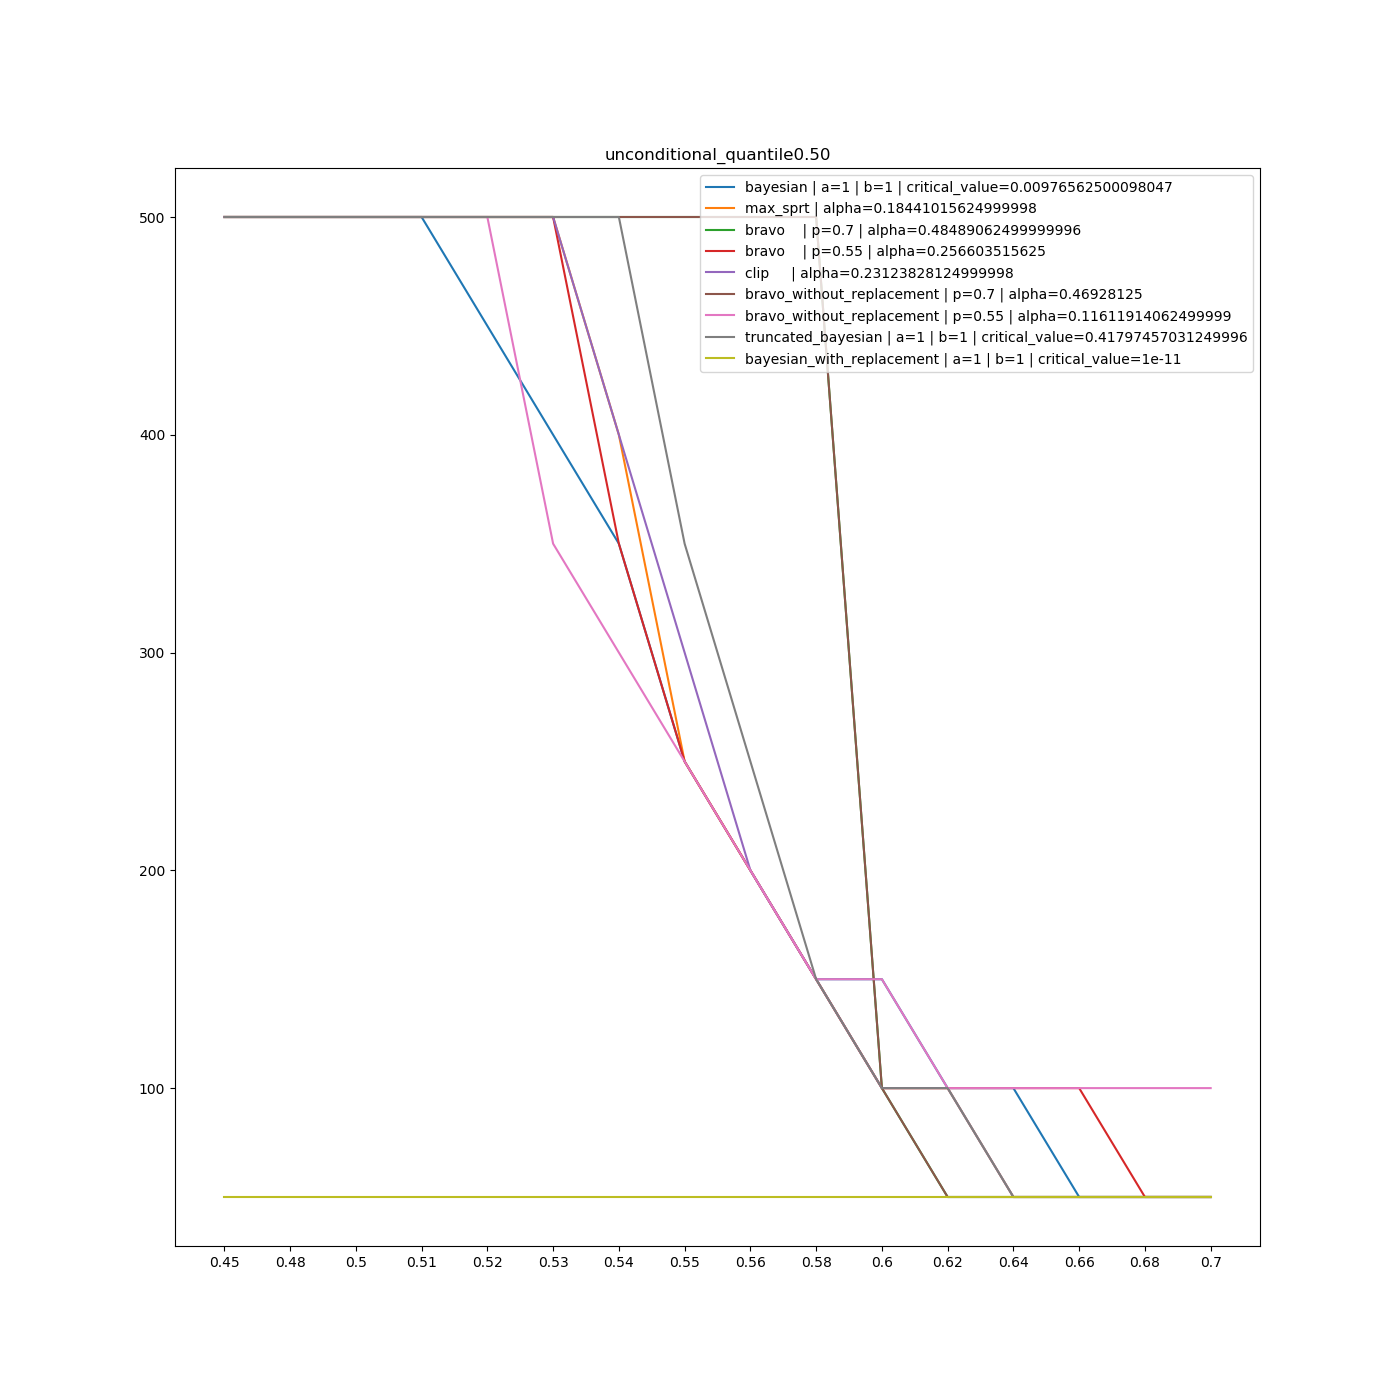 unconditional_quantile0.50
bayesian | a=1 | b=1 | critical_value=0.00976562500098047
max_sprt | alpha=0.18441015624999998
bravo | p=0.7 | alpha=0.48489062499999996
bravo | p=0.55 | alpha=0.256603515625
clip | alpha=0.23123828124999998
bravo_without_replacement | p=0.7 | alpha=0.46928125
bravo_without_replacement | p=0.55 | alpha=0.11611914062499999
truncated_bayesian | a=1 | b=1 | critical_value=0.41797457031249996
bayesian_with_replacement | a=1 | b=1 | critical_value=1e-11
500
400
300
200
100
0.45 0.48 0.5 0.51 0.52 0.53 0.54 0.55 0.56 0.58 0.6 0.62 0.64 0.66 0.68 0.7